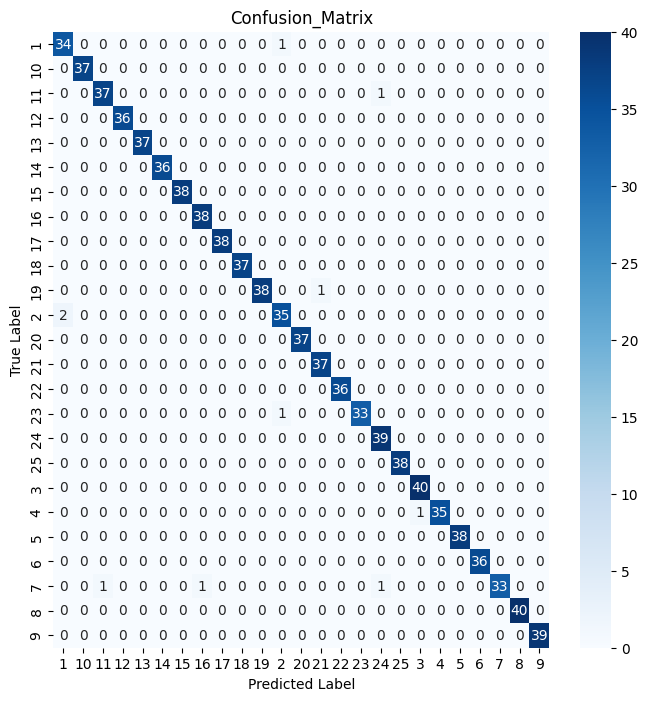 Confusion_Matrix
1 34 0 0 0 0 0 0 0 0 0 0 1 0 0 0 0 0 0 0 0 0 0 0 0 0
10 0 37 0 0 0 0 0 0 0 0 0 0 0 0 0 0 0 0 0 0 0 0 0 0 0
11 0 0 37 0 0 0 0 0 0 0 0 0 0 0 0 0 1 0 0 0 0 0 0 0 0
12 0 0 0 36 0 0 0 0 0 0 0 0 0 0 0 0 0 0 0 0 0 0 0 0 0
13 0 0 0 0 37 0 0 0 0 0 0 0 0 0 0 0 0 0 0 0 0 0 0 0 0
14 0 0 0 0 0 36 0 0 0 0 0 0 0 0 0 0 0 0 0 0 0 0 0 0 0
15 0 0 0 0 0 0 38 0 0 0 0 0 0 0 0 0 0 0 0 0 0 0 0 0 0
16 0 0 0 0 0 0 0 38 0 0 0 0 0 0 0 0 0 0 0 0 0 0 0 0 0
17 0 0 0 0 0 0 0 0 38 0 0 0 0 0 0 0 0 0 0 0 0 0 0 0 0
18 0 0 0 0 0 0 0 0 0 37 0 0 0 0 0 0 0 0 0 0 0 0 0 0 0
19 0 0 0 0 0 0 0 0 0 0 38 0 0 1 0 0 0 0 0 0 0 0 0 0 0
2 2 0 0 0 0 0 0 0 0 0 0 35 0 0 0 0 0 0 0 0 0 0 0 0 0
20 0 0 0 0 0 0 0 0 0 0 0 0 37 0 0 0 0 0 0 0 0 0 0 0 0
21 0 0 0 0 0 0 0 0 0 0 0 0 0 37 0 0 0 0 0 0 0 0 0 0 0
22 0 0 0 0 0 0 0 0 0 0 0 0 0 0 36 0 0 0 0 0 0 0 0 0 0
23 0 0 0 0 0 0 0 0 0 0 0 1 0 0 0 33 0 0 0 0 0 0 0 0 0
24 0 0 0 0 0 0 0 0 0 0 0 0 0 0 0 0 39 0 0 0 0 0 0 0 0
25 0 0 0 0 0 0 0 0 0 0 0 0 0 0 0 0 0 38 0 0 0 0 0 0 0
3 0 0 0 0 0 0 0 0 0 0 0 0 0 0 0 0 0 0 40 0 0 0 0 0 0
4 0 0 0 0 0 0 0 0 0 0 0 0 0 0 0 0 0 0 1 35 0 0 0 0 0
5 0 0 0 0 0 0 0 0 0 0 0 0 0 0 0 0 0 0 0 0 38 0 0 0 0
6 0 0 0 0 0 0 0 0 0 0 0 0 0 0 0 0 0 0 0 0 0 36 0 0 0
7 0 0 1 0 0 0 0 1 0 0 0 0 0 0 0 0 1 0 0 0 0 0 33 0 0
8 0 0 0 0 0 0 0 0 0 0 0 0 0 0 0 0 0 0 0 0 0 0 0 40 0
9 0 0 0 0 0 0 0 0 0 0 0 0 0 0 0 0 0 0 0 0 0 0 0 0 39
1 10 11 12 13 14 15 16 17 18 19 2 20 21 22 23 24 25 3 4 5 6 7 8 9
Predicted Label
True Label
40
35
30
25
20
15
10
5
0